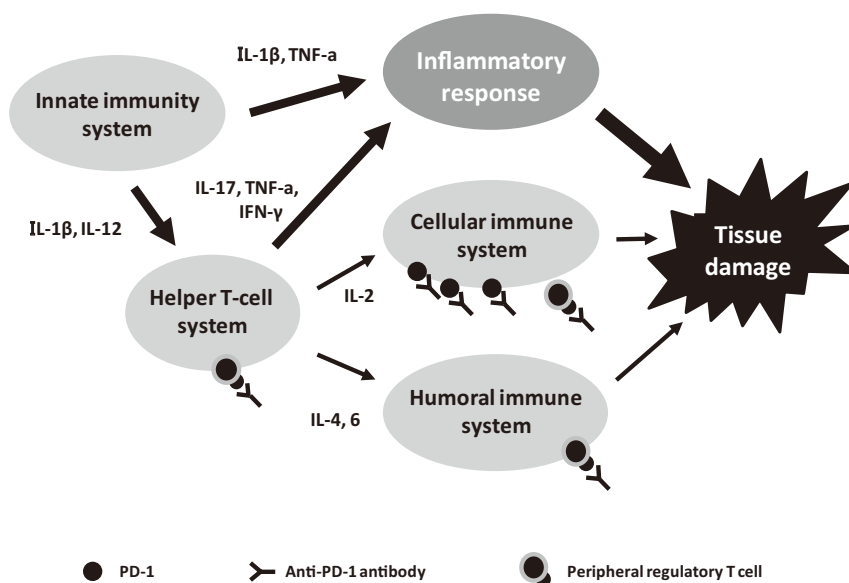 IL-1β, TNF-a
Inflammatory
response
Innate immunity
system
IL-17, TNF-a,
IFN-γ
IL-1β, IL-12
Cellular immune
system
Tissue
damage
Helper T-cell
system
IL-2
Humoral immune
system
IL-4, 6
PD-1
Anti-PD-1 antibody
Peripheral regulatory T cell